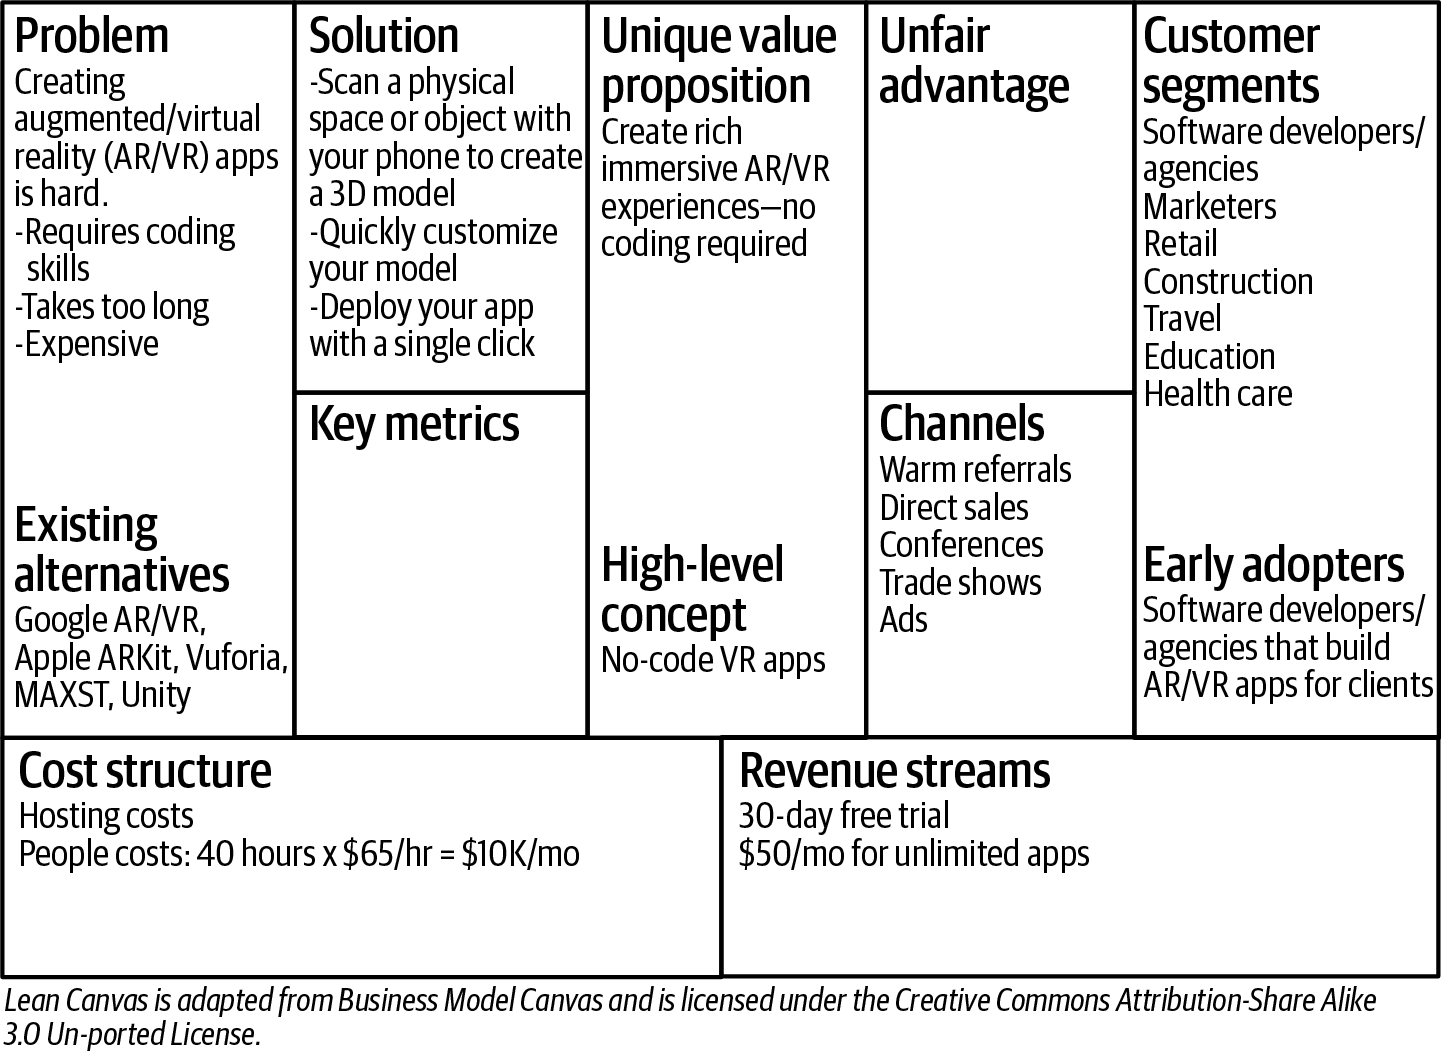 Problem
Creating
augmented/virtual
reality (AR/VR) apps
is hard.
-Requires coding
skills
-Takes too long
-Expensive
Existing
alternatives
Google AR/VR,
Apple ARKit, Vuforia,
MAXST, Unity
Solution
-Scan a physical
space or object with
your phone to create
a 3D model
-Quickly customize
your model
-Deploy your app
with a single click
Key metrics
Unique value
proposition
Create rich
immersive AR/VR
experiences—no
coding required
High-level
concept
No-code VR apps
Unfair
advantage
Channels
Warm referrals
Direct sales
Conferences
Trade shows
Ads
Customer
segments
Software developers/
agencies
Marketers
Retail
Construction
Travel
Education
Health care
Early adopters
Software developers/
agencies that build
AR/VR apps for clients
Cost structure
Hosting costs
People costs: 40 hours x $65/hr = $10K/mo
Revenue streams
30-day free trial
$50/mo for unlimited apps
Lean Canvas is adapted from Business Model Canvas and is licensed under the Creative Commons Attribution-Share Alike
3.0 Un-ported License.